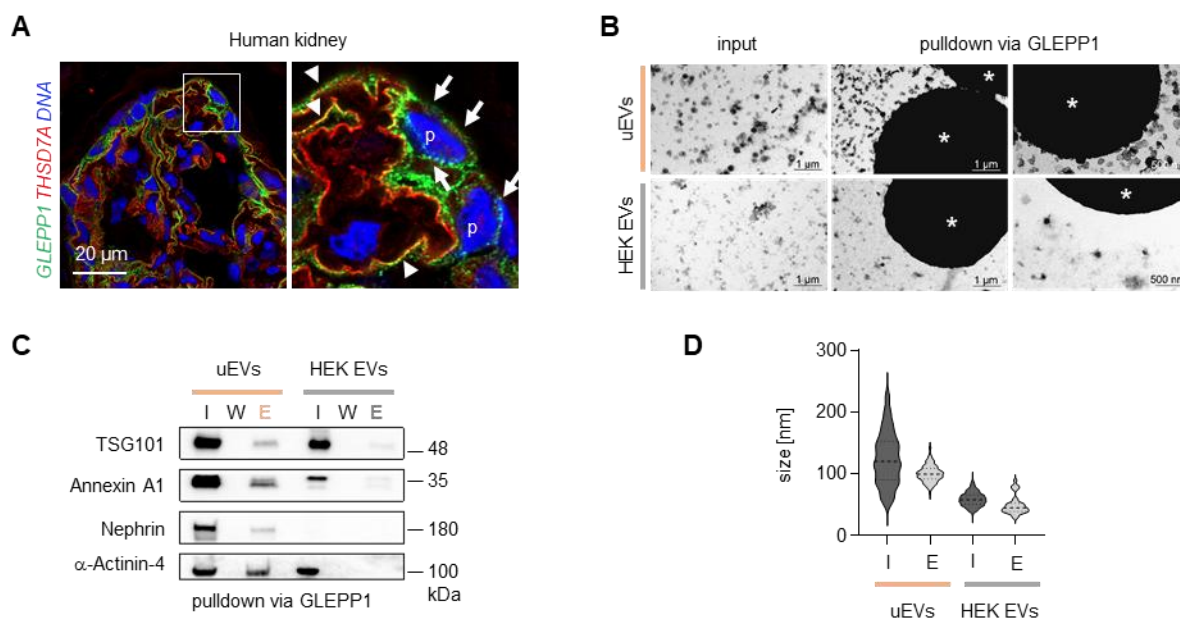 A
Human kidney
GLEPP1 THSD7A DNA
20 µm
p
p
B
input
pulldown via GLEPP1
uEVs
HEK EVs
*
*
*
*
*
1 µm
1 µm
500 nm
1 µm
1 µm
500 nm
C
uEVs
HEK EVs
I W E I W E
TSG101
48
Annexin A1
35
Nephrin
180
α-Actinin-4
100
kDa
pulldown via GLEPP1
D
size [nm]
300
200
100
0
I E I E
uEVs
HEK EVs